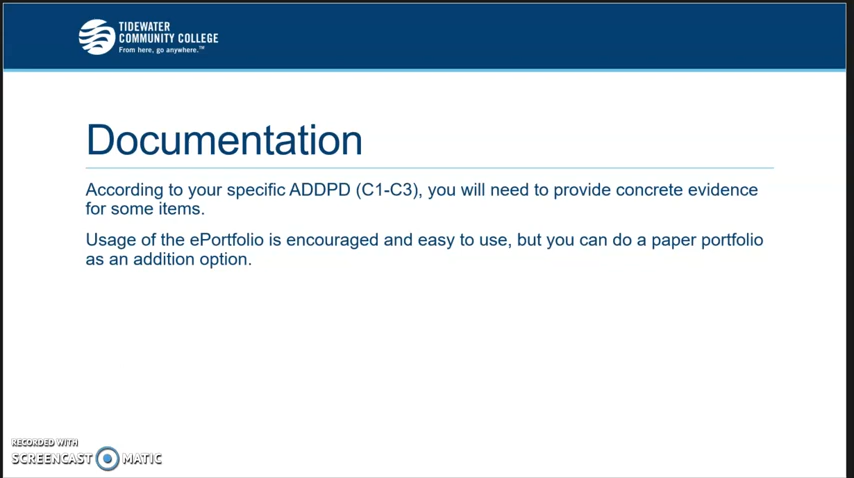 TIDEWATER
COMMUNITY COLLEGE
From here, go anywhere.™
Documentation
According to your specific ADDPD (C1-C3), you will need to provide concrete evidence
for some items.
Usage of the ePortfolio is encouraged and easy to use, but you can do a paper portfolio
as an addition option.
RECORDED WITH
SCREENCAST MATIC